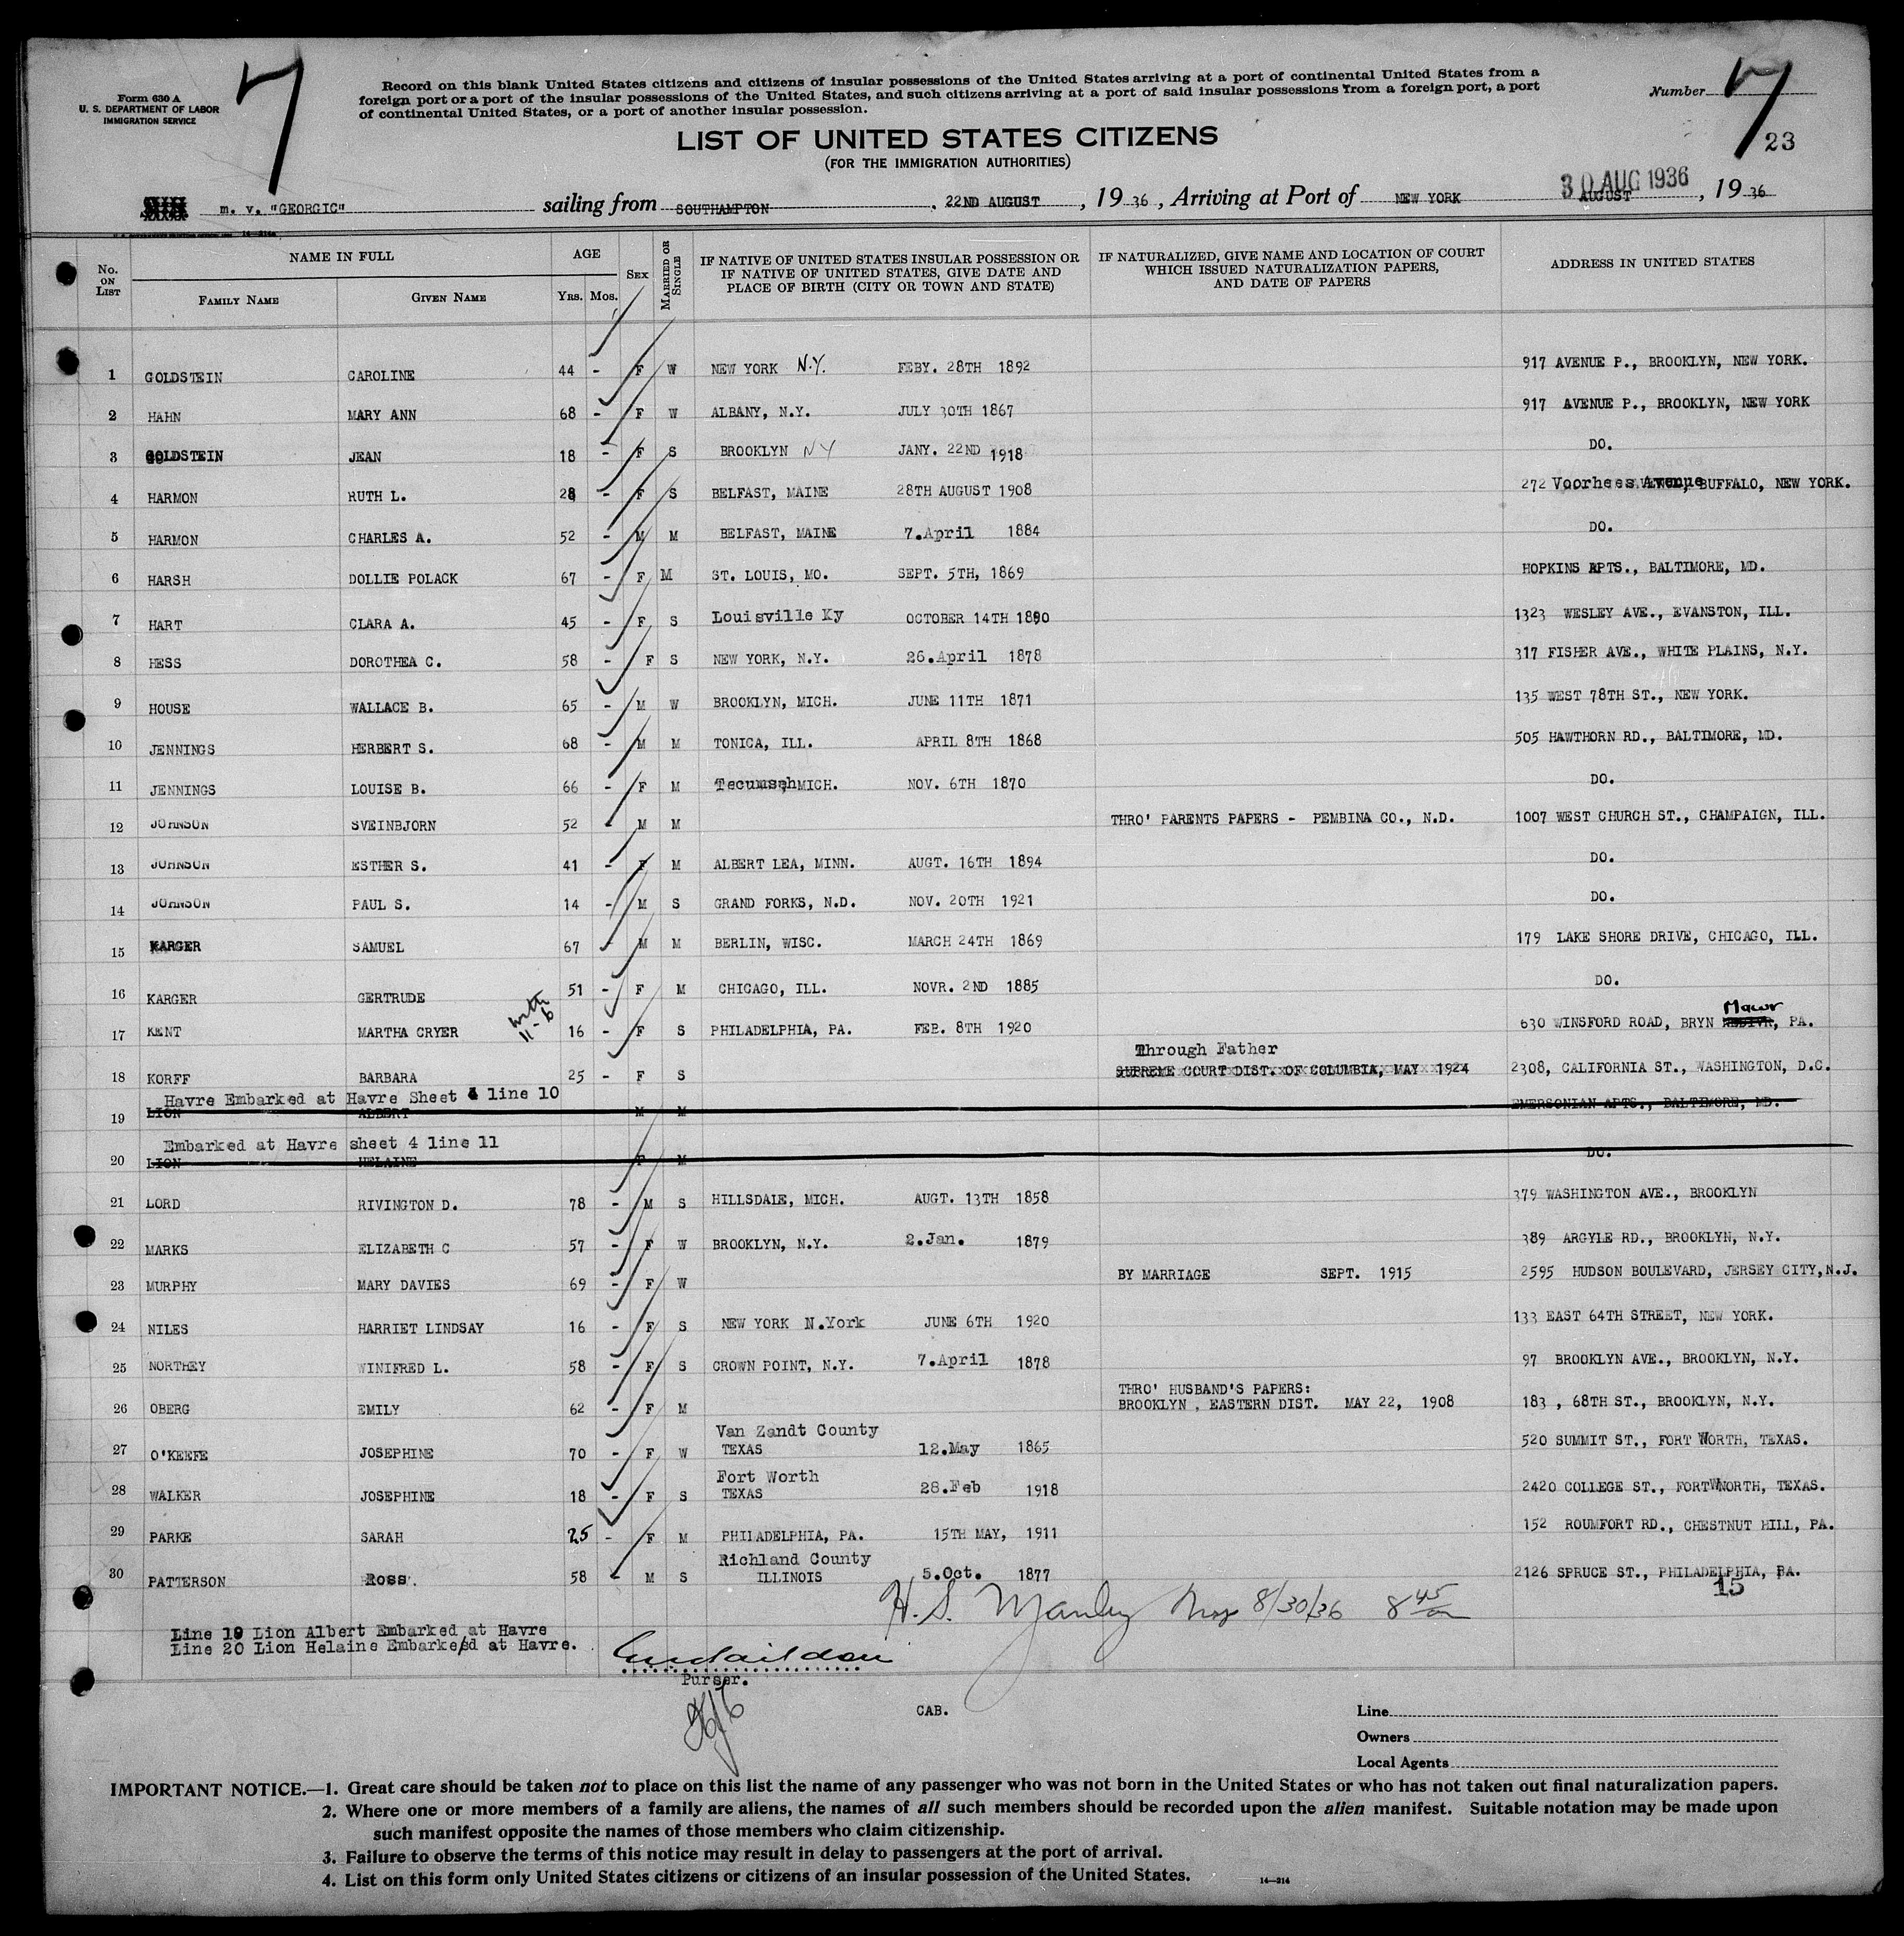 7
Form 630 A
U. S. DEPARTMENT OF LABOR
IMMIGRATION SERVICE
Record on this blank United States citizens and citizens of insular possessions of the United States arriving at a port of continental United States from a
foreign port or a port of the insular possessions of the United States, and such citizens arriving at a port of said insular possessions from a foreign port, a port
of continental United States, or a port of another insular possession.
Number 7
23
LIST OF UNITED STATES CITIZENS
(FOR THE IMMIGRATION AUTHORITIES)
m. v. "GEORGIC" sailing from SOUTHAMPTON, 22ND AUGUST, 1936, Arriving at Port of NEW YORK 30 AUG 1936 AUGUST, 1936
No. ON LIST NAME IN FULL FAMILY NAME GIVEN NAME AGE YRS. MOS. SEX MARRIED OR SINGLE IF NATIVE OF UNITED STATES INSULAR POSSESSION OR IF NATIVE OF UNITED STATES, GIVE DATE AND PLACE OF BIRTH (CITY OR TOWN AND STATE) IF NATURALIZED, GIVE NAME AND LOCATION OF COURT WHICH ISSUED NATURALIZATION PAPERS, AND DATE OF PAPERS ADDRESS IN UNITED STATES
1 GOLDSTEIN CAROLINE 44 - F W NEW YORK N.Y. FEBY. 28TH 1892 917 AVENUE P., BROOKLYN, NEW YORK.
2 HAHN MARY ANN 68 - F W ALBANY, N.Y. JULY 30TH 1867 917 AVENUE P., BROOKLYN, NEW YORK
3 GOLDSTEIN JEAN 18 - F S BROOKLYN NY JANY. 22ND 1918 DO.
4 HARMON RUTH L. 28 - F S BELFAST, MAINE 28TH AUGUST 1908 272 Voorhees Avenue, BUFFALO, NEW YORK.
5 HARMON CHARLES A. 52 - M M BELFAST, MAINE 7.April 1884 DO.
6 HARSH DOLLIE POLACK 67 - F M ST. LOUIS, MO. SEPT. 5TH, 1869 HOPKINS APTS., BALTIMORE, MD.
7 HART CLARA A. 45 - F S Louisville Ky OCTOBER 14TH 1890 1323 WESLEY AVE., EVANSTON, ILL.
8 HESS DOROTHEA C. 58 - F S NEW YORK, N.Y. 26.April 1878 317 FISHER AVE., WHITE PLAINS, N.Y.
9 HOUSE WALLACE B. 65 - M W BROOKLYN, MICH. JUNE 11TH 1871 135 WEST 78TH ST., NEW YORK.
10 JENNINGS HERBERT S. 68 - M M TONICA, ILL. APRIL 8TH 1868 505 HAWTHORN RD., BALTIMORE, MD.
11 JENNINGS LOUISE B. 66 - F M Tecumseh MICH. NOV. 6TH 1870 DO.
12 JOHNSON SVEINBJORN 52 - M M THRO' PARENTS PAPERS - PEMBINA CO., N.D. 1007 WEST CHURCH ST., CHAMPAIGN, ILL.
13 JOHNSON ESTHER S. 41 - F M ALBERT LEA, MINN. AUGT. 16TH 1894 DO.
14 JOHNSON PAUL S. 14 - M S GRAND FORKS, N.D. NOV. 20TH 1921 DO.
15 KARGER SAMUEL 67 - M M BERLIN, WISC. MARCH 24TH 1869 179 LAKE SHORE DRIVE, CHICAGO, ILL.
16 KARGER GERTRUDE 51 - F M CHICAGO, ILL. NOVR. 2ND 1885 DO.
17 KENT MARTHA CRYER with 11-6 16 - F S PHILADELPHIA, PA. FEB. 8TH 1920 630 WINSFORD ROAD, BRYN Mawr, PA.
Through Father
18 KORFF BARBARA 25 - F S SUPREME COURT DIST. OF COLUMBIA, MAY 1924 2308, CALIFORNIA ST., WASHINGTON, D.C.
Havre Embarked at Havre Sheet 4 line 10
19 LION ALBERT M M EMERSONIAN APTS., BALTIMORE, MD.
Embarked at Havre sheet 4 line 11
20 LION HELAINE F M DO.
21 LORD RIVINGTON D. 78 - M S HILLSDALE, MICH. AUGT. 13TH 1858 379 WASHINGTON AVE., BROOKLYN
22 MARKS ELIZABETH C 57 - F W BROOKLYN, N.Y. 2.Jan. 1879 389 ARGYLE RD., BROOKLYN, N.Y.
23 MURPHY MARY DAVIES 69 - F W BY MARRIAGE SEPT. 1915 2595 HUDSON BOULEVARD, JERSEY CITY, N.J.
24 NILES HARRIET LINDSAY 16 - F S NEW YORK N.York JUNE 6TH 1920 133 EAST 64TH STREET, NEW YORK.
25 NORTHEY WINIFRED L. 58 - F S CROWN POINT, N.Y. 7.April 1878 97 BROOKLYN AVE., BROOKLYN, N.Y.
THRO' HUSBAND'S PAPERS:
26 OBERG EMILY 62 - F M BROOKLYN, EASTERN DIST. MAY 22, 1908 183, 68TH ST., BROOKLYN, N.Y.
Van Zandt County
27 O'KEEFE JOSEPHINE 70 - F W TEXAS 12.May 1865 520 SUMMIT ST., FORT WORTH, TEXAS.
Fort Worth
28 WALKER JOSEPHINE 18 - F S TEXAS 28.Feb 1918 2420 COLLEGE ST., FORT WORTH, TEXAS.
29 PARKE SARAH 25 - F M PHILADELPHIA, PA. 15TH MAY, 1911 152 ROUMFORT RD., CHESTNUT HILL, PA.
Richland County
30 PATTERSON Ross. 58 - M S ILLINOIS 5.Oct. 1877 2126 SPRUCE ST., PHILADELPHIA, PA.
15
H. S. Manley 8/30/36 8 45
Line 19 Lion Albert Embarked at Havre
Line 20 Lion Helaine Embarked at Havre.
Purser.
CAB.
Line
Owners
Local Agents
IMPORTANT NOTICE.—1. Great care should be taken not to place on this list the name of any passenger who was not born in the United States or who has not taken out final naturalization papers.
2. Where one or more members of a family are aliens, the names of all such members should be recorded upon the alien manifest. Suitable notation may be made upon
such manifest opposite the names of those members who claim citizenship.
3. Failure to observe the terms of this notice may result in delay to passengers at the port of arrival.
4. List on this form only United States citizens or citizens of an insular possession of the United States.
14—214